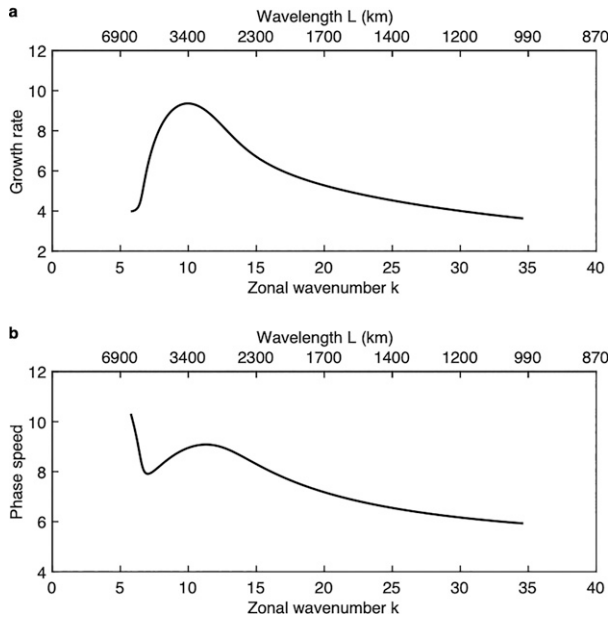 a
Wavelength L (km)
6900 3400 2300 1700 1400 1200 990 870
12
10
8
6
4
2
Growth rate
0 5 10 15 20 25 30 35 40
Zonal wavenumber k
b
Wavelength L (km)
6900 3400 2300 1700 1400 1200 990 870
12
10
8
6
4
Phase speed
0 5 10 15 20 25 30 35 40
Zonal wavenumber k